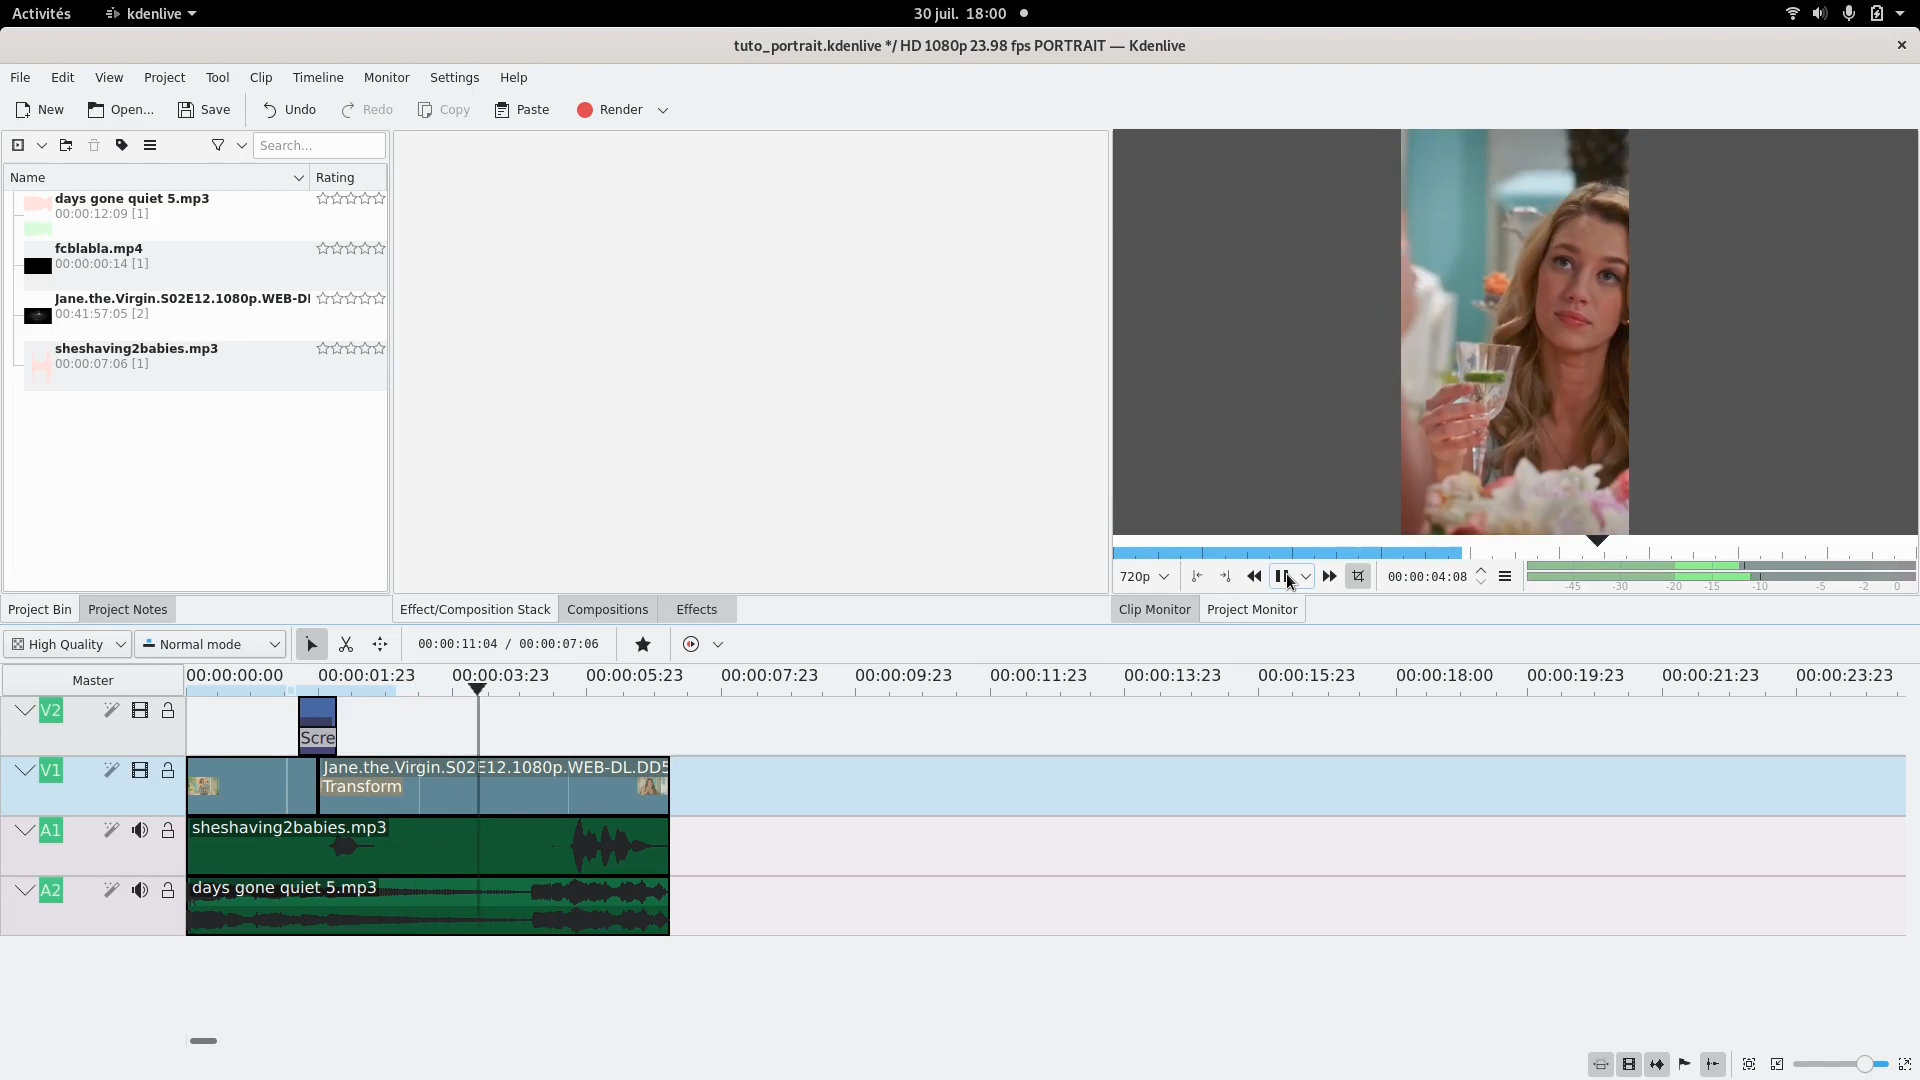 Activités kdenlive 30 juil. 18:00
tuto_portrait.kdenlive */ HD 1080p 23.98 fps PORTRAIT — Kdenlive
File Edit View Project Tool Clip Timeline Monitor Settings Help
New Open... Save Undo Redo Copy Paste Render
Search...
Name Rating
days gone quiet 5.mp3
00:00:12:09 [1]
fcblabla.mp4
00:00:00:14 [1]
Jane.the.Virgin.S02E12.1080p.WEB-DI
00:41:57:05 [2]
sheshaving2babies.mp3
00:00:07:06 [1]
720p 00:00:04:08
-45 -30 -20 -15 -10 -5 -2 0
Project Bin Project Notes Effect/Composition Stack Compositions Effects Clip Monitor Project Monitor
High Quality Normal mode 00:00:11:04 / 00:00:07:06
Master 00:00:00:00 00:00:01:23 00:00:03:23 00:00:05:23 00:00:07:23 00:00:09:23 00:00:11:23 00:00:13:23 00:00:15:23 00:00:18:00 00:00:19:23 00:00:21:23 00:00:23:23
V2
Scre
V1 Jane.the.Virgin.S02E12.1080p.WEB-DL.DD5
Transform
A1 sheshaving2babies.mp3
A2 days gone quiet 5.mp3